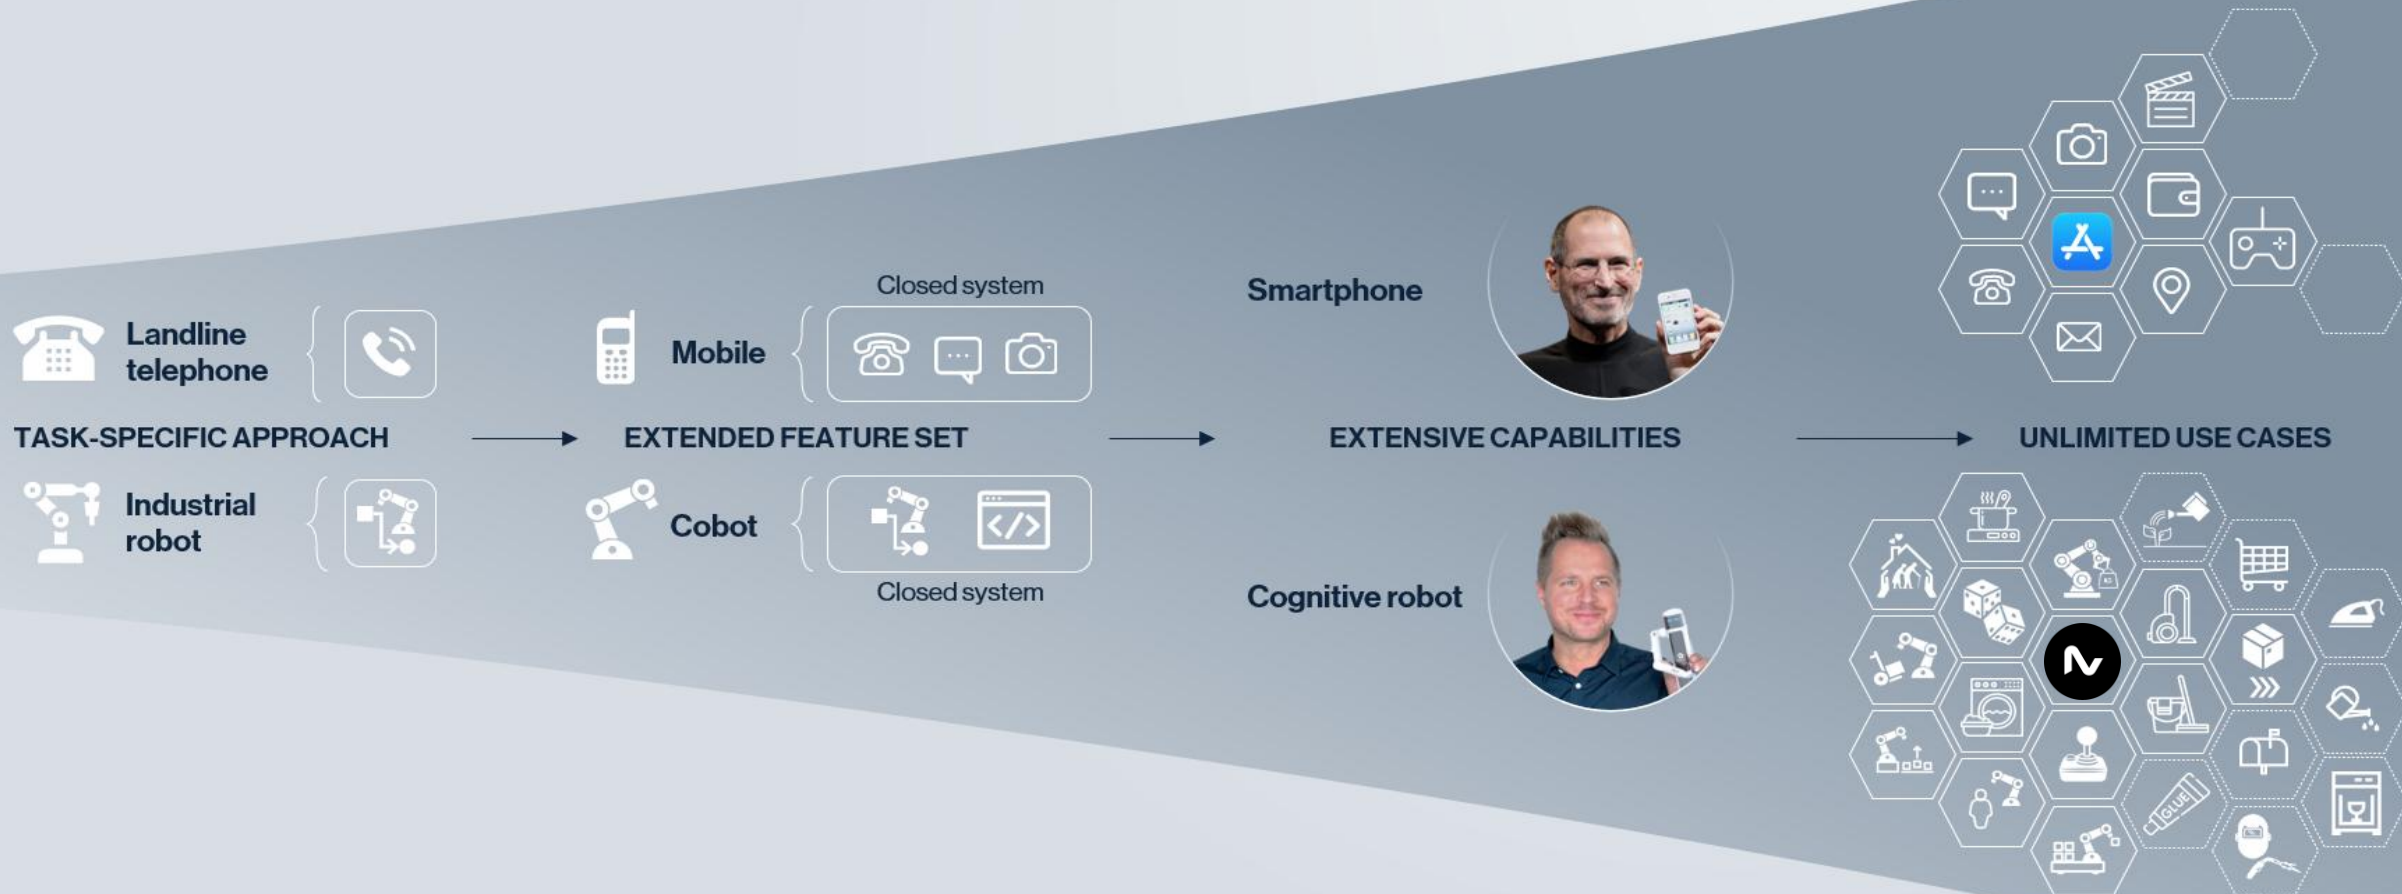 Landline
telephone
Closed system
Mobile
Smartphone
TASK-SPECIFIC APPROACH
EXTENDED FEATURE SET
EXTENSIVE CAPABILITIES
UNLIMITED USE CASES
Industrial
robot
Cobot
</>
Closed system
Cognitive robot
GLUE